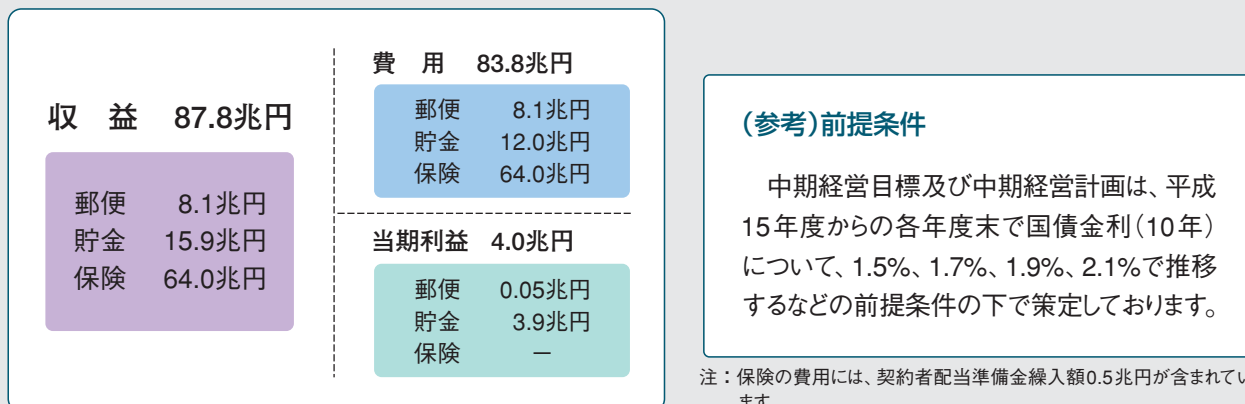 収　益　87.8兆円
郵便　8.1兆円
貯金　15.9兆円
保険　64.0兆円
費　用　83.8兆円
郵便　8.1兆円
貯金　12.0兆円
保険　64.0兆円
当期利益　4.0兆円
郵便　0.05兆円
貯金　3.9兆円
保険　－
（参考）前提条件
　中期経営目標及び中期経営計画は、平成
15年度からの各年度末で国債金利（10年）
について、1.5%、1.7%、1.9%、2.1%で推移
するなどの前提条件の下で策定しております。
注：保険の費用には、契約者配当準備金繰入額0.5兆円が含まれてい
ます